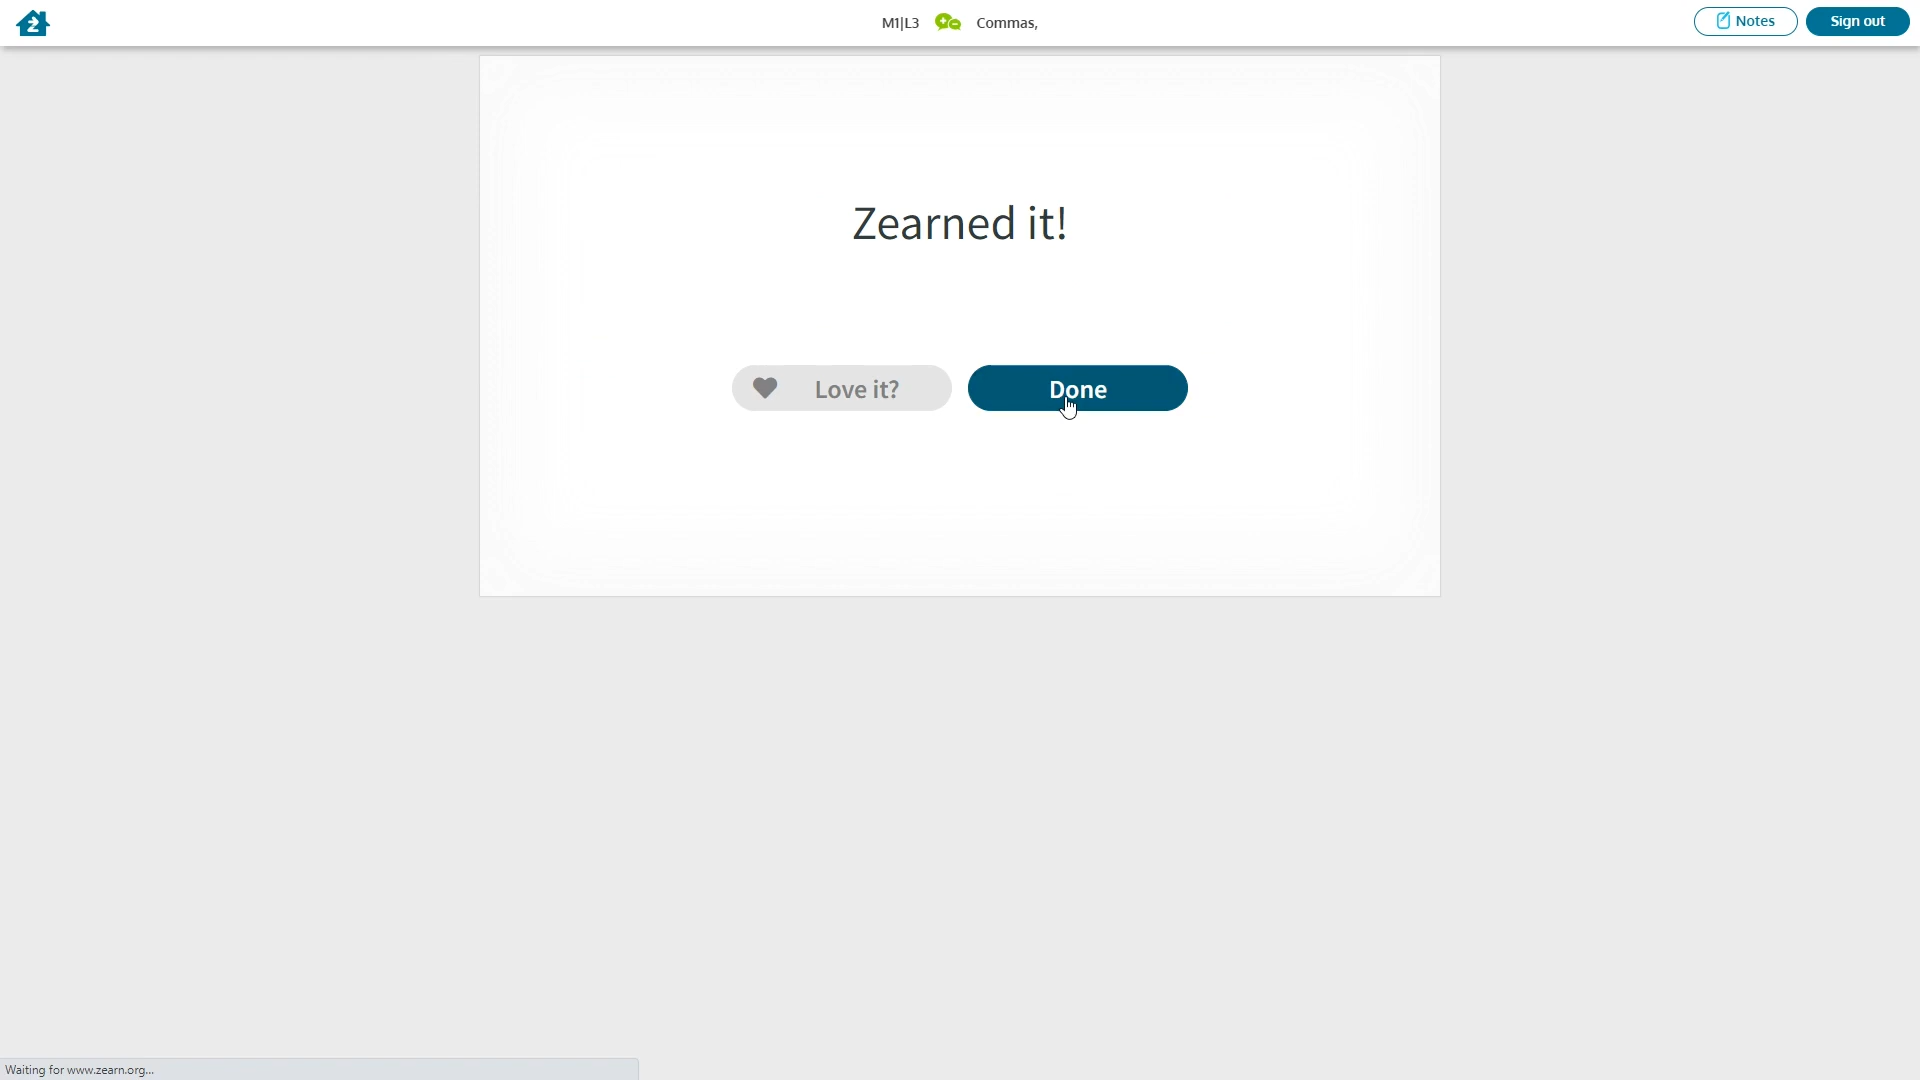 M1|L3 Commas,
Notes
Sign out
Zearned it!
Love it?
Done
Waiting for www.zearn.org...